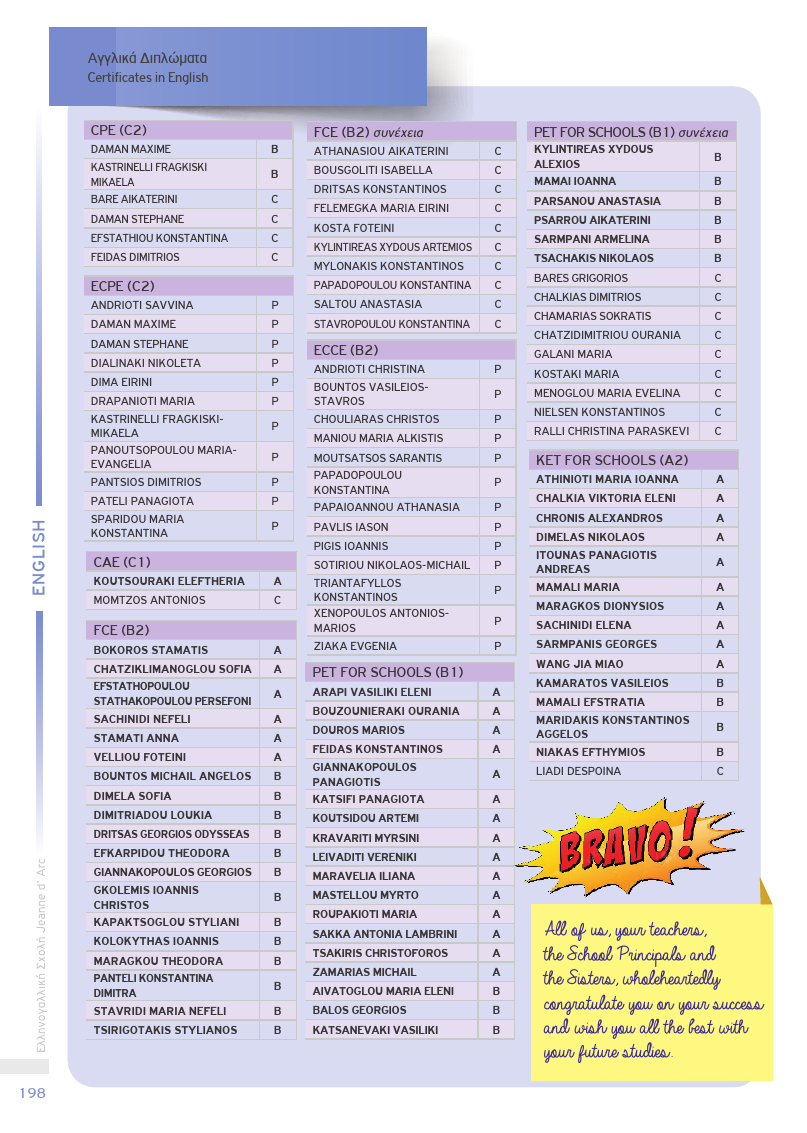 Αγγλικά Διπλώματα
Certificates in English
CPE (C2)
DAMAN MAXIME B
KASTRINELLI FRAGKISKI
MIKAELA B
BARE AIKATERINI C
DAMAN STEPHANE C
EFSTATHIOU KONSTANTINA C
FEIDAS DIMITRIOS C
ECPE (C2)
ANDRIOTI SAVVINA P
DAMAN MAXIME P
DAMAN STEPHANE P
DIALINAKI NIKOLETA P
DIMA EIRINI P
DRAPANIOTI MARIA P
KASTRINELLI FRAGKISKI-
MIKAELA P
PANOUTSOPOULOU MARIA-
EVANGELIA P
PANTSIOS DIMITRIOS P
PATELI PANAGIOTA P
SPARIDOU MARIA
KONSTANTINA P
CAE (C1)
KOUTSOURAKI ELEFTHERIA A
MOMTZOS ANTONIOS C
FCE (B2)
BOKOROS STAMATIS A
CHATZIKLIMANOGLOU SOFIA A
EFSTATHOPOULOU
STATHAKOPOULOU PERSEFONI A
SACHINIDI NEFELI A
STAMATI ANNA A
VELLIOU FOTEINI A
BOUNTOS MICHAIL ANGELOS B
DIMELA SOFIA B
DIMITRIADOU LOUKIA B
DRITSAS GEORGIOS ODYSSEAS B
EFKARPIDOU THEODORA B
GIANNAKOPOULOS GEORGIOS B
GKOLEMIS IOANNIS
CHRISTOS B
KAPAKTSOGLOU STYLIANI B
KOLOKYTHAS IOANNIS B
MARAGKOU THEODORA B
PANTELI KONSTANTINA
DIMITRA B
STAVRIDI MARIA NEFELI B
TSIRIGOTAKIS STYLIANOS B
FCE (B2) συνέχεια
ATHANASIOU AIKATERINI C
BOUSGOLITI ISABELLA C
DRITSAS KONSTANTINOS C
FELEMEGKA MARIA EIRINI C
KOSTA FOTEINI C
KYLINTIREAS XYDOUS ARTEMIOS C
MYLONAKIS KONSTANTINOS C
PAPADOPOULOU KONSTANTINA C
SALTOU ANASTASIA C
STAVROPOULOU KONSTANTINA C
ECCE (B2)
ANDRIOTI CHRISTINA P
BOUNTOS VASILEIOS-
STAVROS P
CHOULIARAS CHRISTOS P
MANIOU MARIA ALKISTIS P
MOUTSATSOS SARANTIS P
PAPADOPOULOU
KONSTANTINA P
PAPAIOANNOU ATHANASIA P
PAVLIS IASON P
PIGIS IOANNIS P
SOTIRIOU NIKOLAOS-MICHAIL P
TRIANTAFYLLOS
KONSTANTINOS P
XENOPOULOS ANTONIOS-
MARIOS P
ZIAKA EVGENIA P
PET FOR SCHOOLS (B1)
ARAPI VASILIKI ELENI A
BOUZOUNIERAKI OURANIA A
DOUROS MARIOS A
FEIDAS KONSTANTINOS A
GIANNAKOPOULOS
PANAGIOTIS A
KATSIFI PANAGIOTA A
KOUTSIDOU ARTEMI A
KRAVARITI MYRSINI A
LEIVADITI VERENIKI A
MARAVELIA ILIANA A
MASTELLOU MYRTO A
ROUPAKIOTI MARIA A
SAKKA ANTONIA LAMBRINI A
TSAKIRIS CHRISTOFOROS A
ZAMARIAS MICHAIL A
AIVATOGLOU MARIA ELENI B
BALOS GEORGIOS B
KATSANEVAKI VASILIKI B
PET FOR SCHOOLS (B1) συνέχεια
KYLINTIREAS XYDOUS
ALEXIOS B
MAMAI IOANNA B
PARSANOU ANASTASIA B
PSARROU AIKATERINI B
SARMPANI ARMELINA B
TSACHAKIS NIKOLAOS B
BARES GRIGORIOS C
CHALKIAS DIMITRIOS C
CHAMARIAS SOKRATIS C
CHATZIDIMITRIOU OURANIA C
GALANI MARIA C
KOSTAKI MARIA C
MENOGLOU MARIA EVELINA C
NIELSEN KONSTANTINOS C
RALLI CHRISTINA PARASKEVI C
KET FOR SCHOOLS (A2)
ATHINIOTI MARIA IOANNA A
CHALKIA VIKTORIA ELENI A
CHRONIS ALEXANDROS A
DIMELAS NIKOLAOS A
ITOUNAS PANAGIOTIS
ANDREAS A
MAMALI MARIA A
MARAGKOS DIONYSIOS A
SACHINIDI ELENA A
SARMPANIS GEORGES A
WANG JIA MIAO A
KAMARATOS VASILEIOS B
MAMALI EFSTRATIA B
MARIDAKIS KONSTANTINOS
AGGELOS B
NIAKAS EFTHYMIOS B
LIADI DESPOINA C
BRAVO!
All of us, your teachers,
the School Principals and
the Sisters, wholeheartedly
congratulate you on your success
and wish you all the best with
your future studies.
ENGLISH
Ελληνογαλλική Σχολή Jeanne d' Arc
198